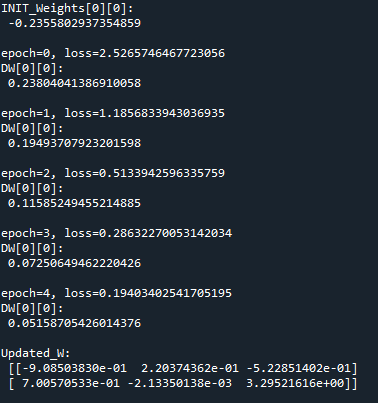 INIT_Weights[0][0]:
-0.2355802937354859
epoch=0, loss=2.5265746467723056
DW[0][0]:
0.23804041386910058
epoch=1, loss=1.1856833943036935
DW[0][0]:
0.19493707923201598
epoch=2, loss=0.5133942596335759
DW[0][0]:
0.11585249455214885
epoch=3, loss=0.28632270053142034
DW[0][0]:
0.07250649462220426
epoch=4, loss=0.19403402541705195
DW[0][0]:
0.05158705426014376
Updated_W:
[[-9.08503830e-01 2.20374362e-01 -5.22851402e-01]
[ 7.00570533e-01 -2.13350138e-03 3.29521616e+00]]